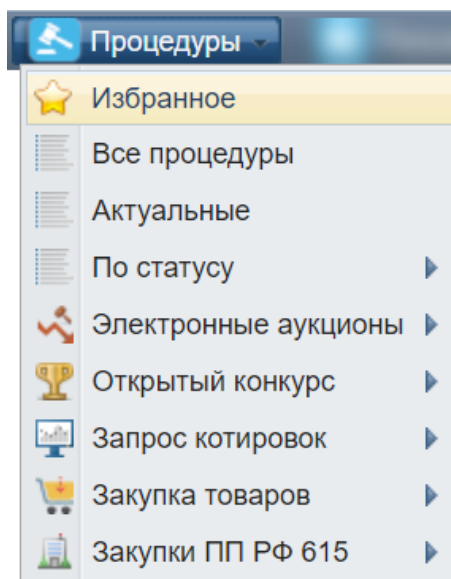 Процедуры
Избранное
Все процедуры
Актуальные
По статусу
Электронные аукционы
Открытый конкурс
Запрос котировок
Закупка товаров
Закупки ПП РФ 615